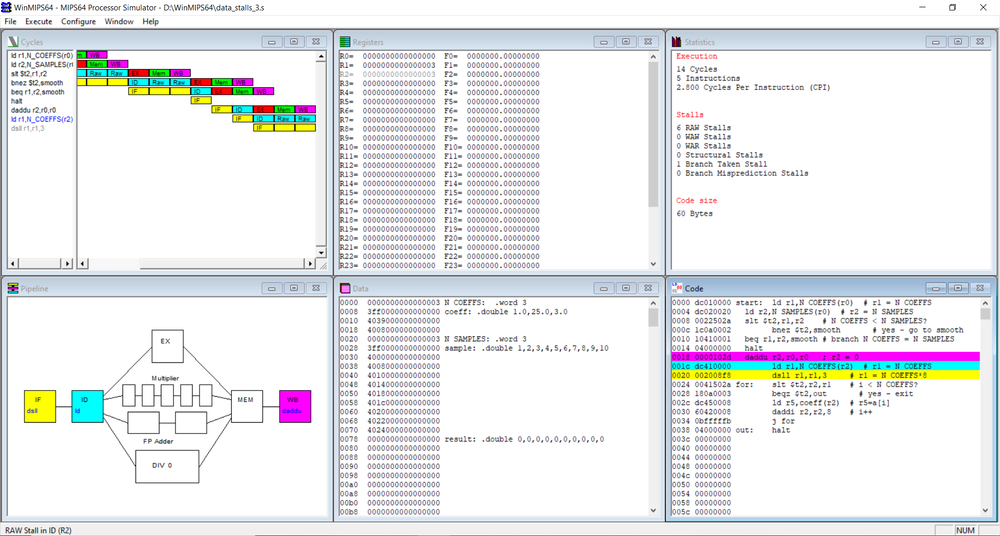 WinMIPS64 - MIPS64 Processor Simulator - D:\WinMIPS64\data_stalls_3.s
File Execute Configure Window Help
Cycles
ld r1,N_COEFFS(r0)
ld r2,N_SAMPLES(r
slt $t2,r1,r2
bnez $t2,smooth
beq r1,r2,smooth
halt
daddu r2,r0,r0
ld r1,N_COEFFS(r2)
dsll r1,r1,3
m WB
Mem WB
Raw Raw EX Mem WB
ID Raw Raw EX Mem WB
IF ID EX Mem WB
IF
IF ID EX Mem WB
IF ID Raw Raw
IF
Registers
R0= 0000000000000000 F0= 0000000.00000000
R1= 0000000000000003 F1= 0000000.00000000
R2= 0000000000000003 F2= 0000000.00000000
R3= 0000000000000000 F3= 0000000.00000000
R4= 0000000000000000 F4= 0000000.00000000
R5= 0000000000000000 F5= 0000000.00000000
R6= 0000000000000000 F6= 0000000.00000000
R7= 0000000000000000 F7= 0000000.00000000
R8= 0000000000000000 F8= 0000000.00000000
R9= 0000000000000000 F9= 0000000.00000000
R10= 0000000000000000 F10= 0000000.00000000
R11= 0000000000000000 F11= 0000000.00000000
R12= 0000000000000000 F12= 0000000.00000000
R13= 0000000000000000 F13= 0000000.00000000
R14= 0000000000000000 F14= 0000000.00000000
R15= 0000000000000000 F15= 0000000.00000000
R16= 0000000000000000 F16= 0000000.00000000
R17= 0000000000000000 F17= 0000000.00000000
R18= 0000000000000000 F18= 0000000.00000000
R19= 0000000000000000 F19= 0000000.00000000
R20= 0000000000000000 F20= 0000000.00000000
R21= 0000000000000000 F21= 0000000.00000000
R22= 0000000000000000 F22= 0000000.00000000
R23= 0000000000000000 F23= 0000000.00000000
Statistics
Execution
14 Cycles
5 Instructions
2.800 Cycles Per Instruction (CPI)
Stalls
6 RAW Stalls
0 WAW Stalls
0 WAR Stalls
0 Structural Stalls
1 Branch Taken Stall
0 Branch Misprediction Stalls
Code size
60 Bytes
Pipeline
EX
Multiplier
IF
dsll
ID
ld
MEM
WB
daddu
FP Adder
DIV 0
Data
0000 0000000000000003 N COEFFS: .word 3
0008 3ff0000000000000 coeff: .double 1.0,25.0,3.0
0010 4039000000000000
0018 4008000000000000
0020 0000000000000003 N SAMPLES: .word 3
0028 3ff0000000000000 sample: .double 1,2,3,4,5,6,7,8,9,10
0030 4000000000000000
0038 4008000000000000
0040 4010000000000000
0048 4014000000000000
0050 4018000000000000
0058 401c000000000000
0060 4020000000000000
0068 4022000000000000
0070 4024000000000000
0078 0000000000000000 result: .double 0,0,0,0,0,0,0,0,0,0
0080 0000000000000000
0088 0000000000000000
0090 0000000000000000
0098 0000000000000000
00a0 0000000000000000
00a8 0000000000000000
00b0 0000000000000000
00b8 0000000000000000
Code
0000 dc010000 start: ld r1,N COEFFS(r0) # r1 = N COEFFS
0004 dc020020 ld r2,N SAMPLES(r0) # r2 = N SAMPLES
0008 0022502a slt $t2,r1,r2 # N COEFFS < N SAMPLES?
000c 1c0a0002 bnez $t2,smooth # yes - go to smooth
0010 10410001 beq r1,r2,smooth # branch N COEFFS = N SAMPLES
0014 04000000 halt
0018 0000102d daddu r2,r0,r0 ; r2 = 0
001c dc410000 ld r1,N COEFFS(r2) # r1 = N COEFFS
0020 002008f8 dsll r1,r1,3 # r1 = N COEFFS*8
0024 0041502a for: slt $t2,r2,r1 # i < N COEFFS?
0028 180a0003 beqz $t2,out # yes - exit
002c dc450008 ld r5,coeff(r2) # r5=a[i]
0030 60420008 daddi r2,r2,8 # i++
0034 0bfffffb j for
0038 04000000 out: halt
003c 00000000
0040 00000000
0044 00000000
0048 00000000
004c 00000000
0050 00000000
0054 00000000
0058 00000000
005c 00000000
RAW Stall in ID (R2)
NUM